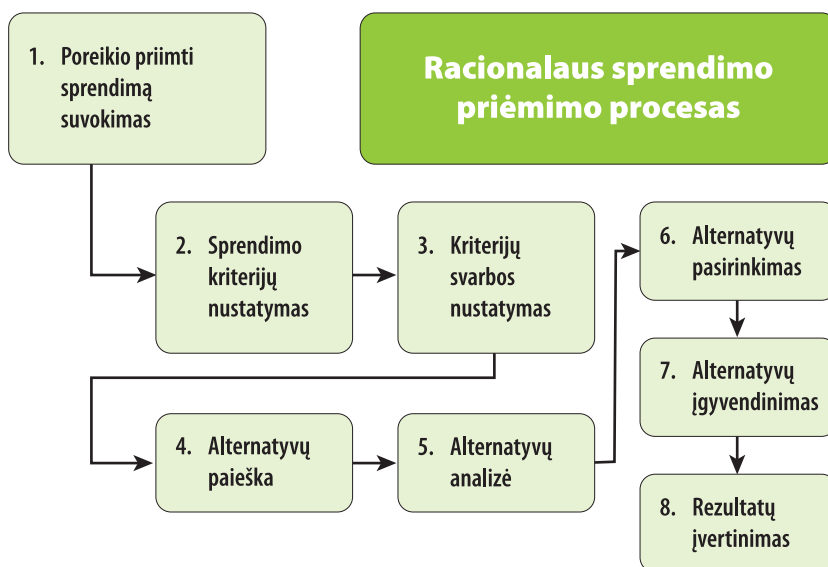 Racionalaus sprendimo
priėmimo procesas
1. Poreikio priimti
sprendimą
suvokimas
2. Sprendimo
kriterijų
nustatymas
3. Kriterijų
svarbos
nustatymas
4. Alternatyvų
paieška
5. Alternatyvų
analizė
6. Alternatyvų
pasirinkimas
7. Alternatyvų
įgyvendinimas
8. Rezultatų
įvertinimas